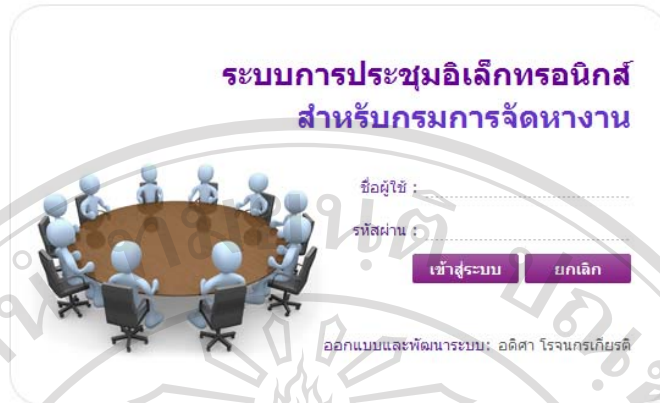 ระบบการประชุมอิเล็กทรอนิกส์
สำหรับกรมการจัดหางาน
ชื่อผู้ใช้ :
รหัสผ่าน :
เข้าสู่ระบบ ยกเลิก
ออกแบบและพัฒนาระบบ: อดิศา โรจนกรเกียรติ